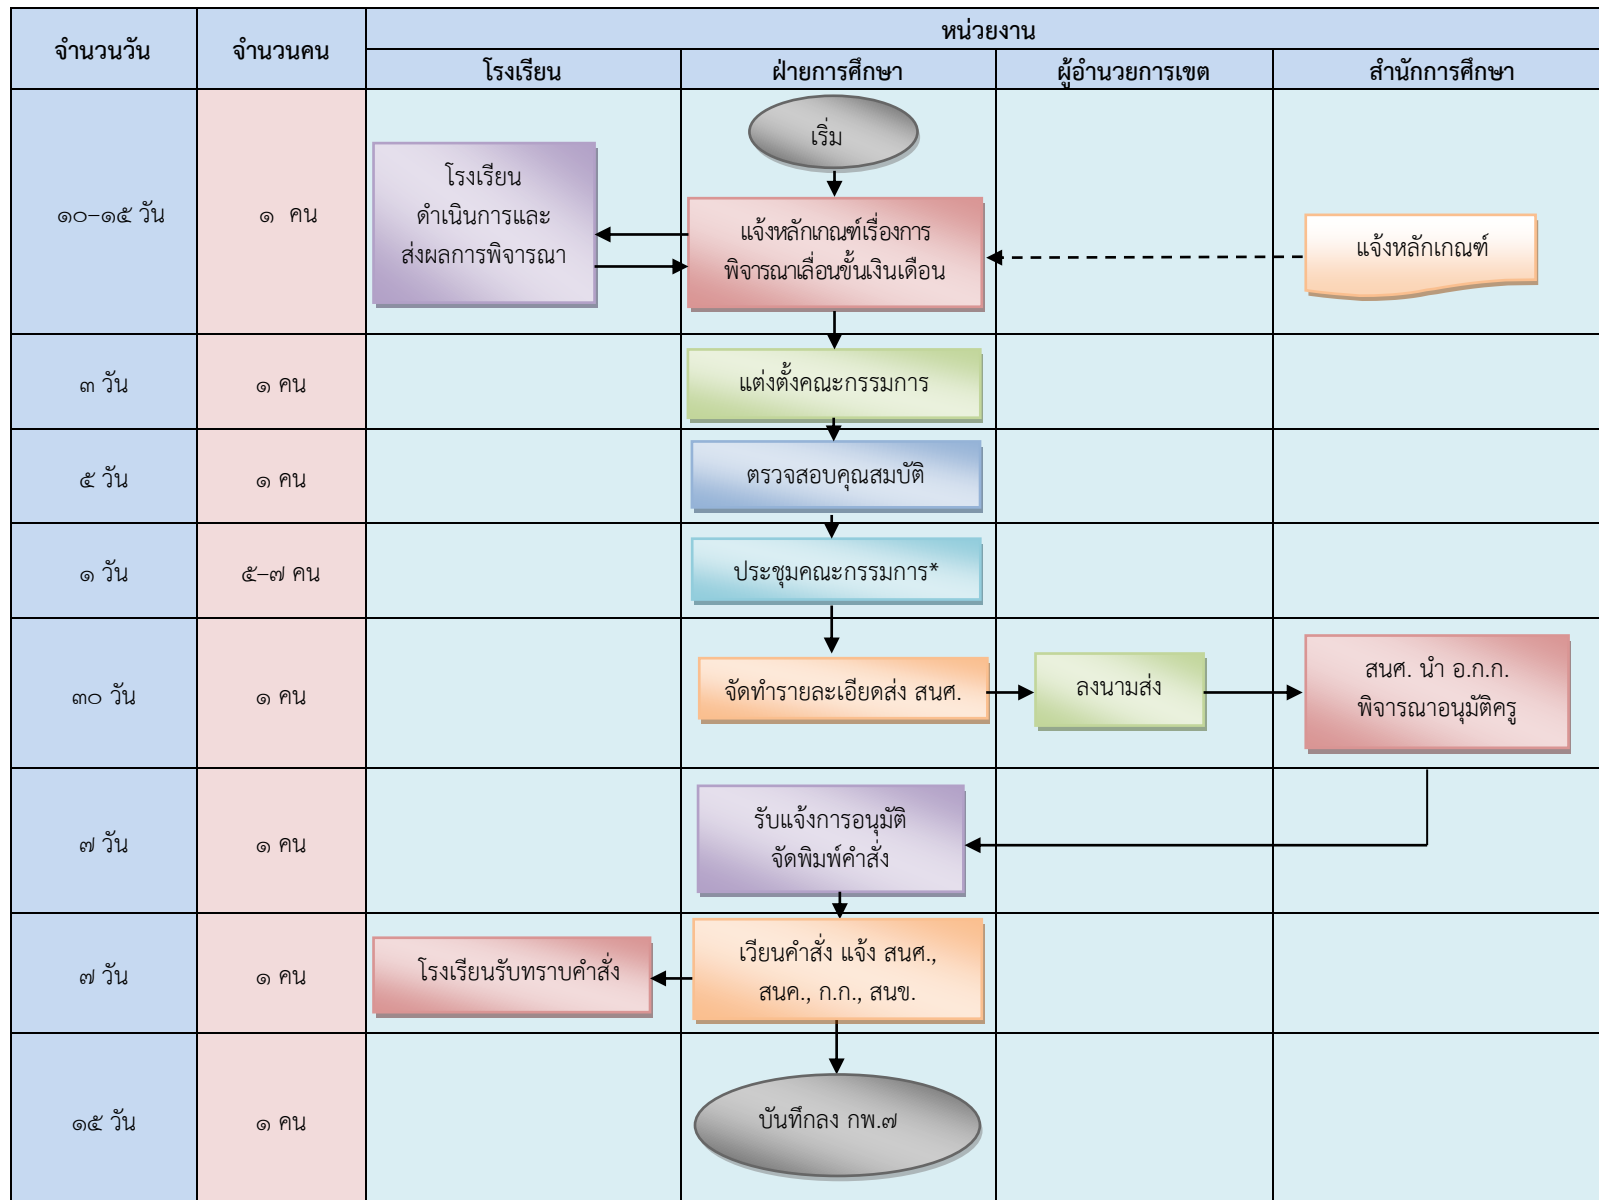 จำนวนวัน
จำนวนคน
หน่วยงาน
โรงเรียน
ฝ่ายการศึกษา
ผู้อำนวยการเขต
สำนักการศึกษา
๑๐–๑๕ วัน
๑ คน
โรงเรียน
ดำเนินการและ
ส่งผลการพิจารณา
เริ่ม
แจ้งหลักเกณฑ์เรื่องการ
พิจารณาเลื่อนขั้นเงินเดือน
แจ้งหลักเกณฑ์
๓ วัน
๑ คน
แต่งตั้งคณะกรรมการ
๕ วัน
๑ คน
ตรวจสอบคุณสมบัติ
๑ วัน
๕–๗ คน
ประชุมคณะกรรมการ*
๓๐ วัน
๑ คน
จัดทำรายละเอียดส่ง สนศ.
ลงนามส่ง
สนศ. นำ อ.ก.ก.
พิจารณาอนุมัติครู
๗ วัน
๑ คน
รับแจ้งการอนุมัติ
จัดพิมพ์คำสั่ง
๗ วัน
๑ คน
โรงเรียนรับทราบคำสั่ง
เวียนคำสั่ง แจ้ง สนศ.,
สนค., ก.ก., สนข.
๑๕ วัน
๑ คน
บันทึกลง กพ.๗